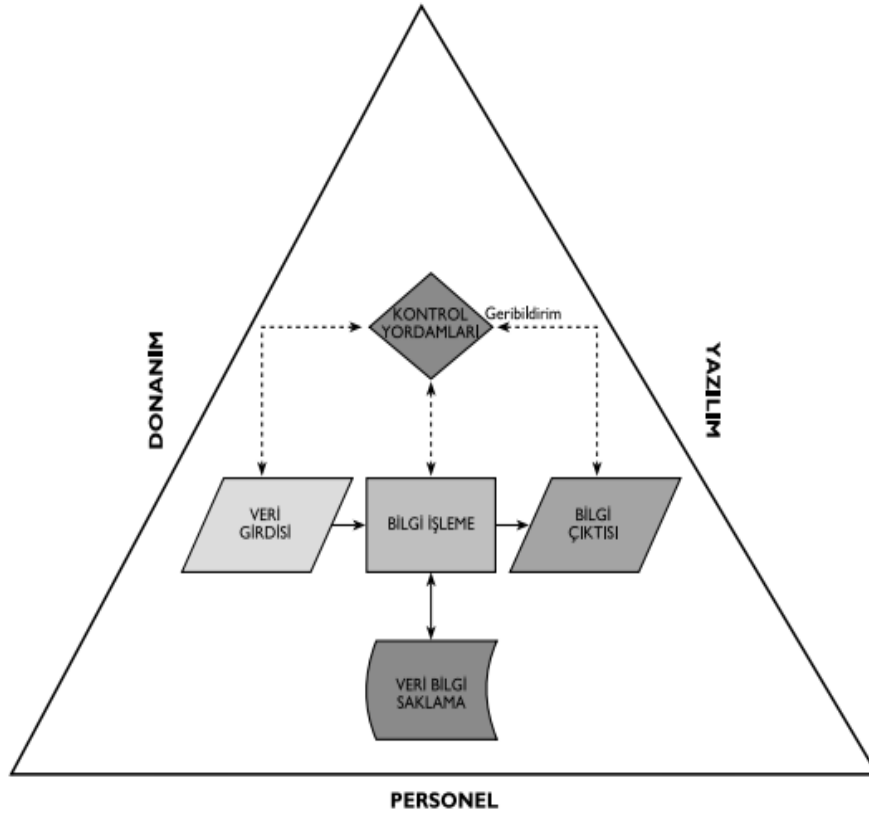 KONTROL
YORDAMLARI
Geribildirim
DONANIM
YAZILIM
VERİ
GİRDİSİ
BİLGİ İŞLEME
BİLGİ
ÇIKTISI
VERİ BİLGİ
SAKLAMA
PERSONEL